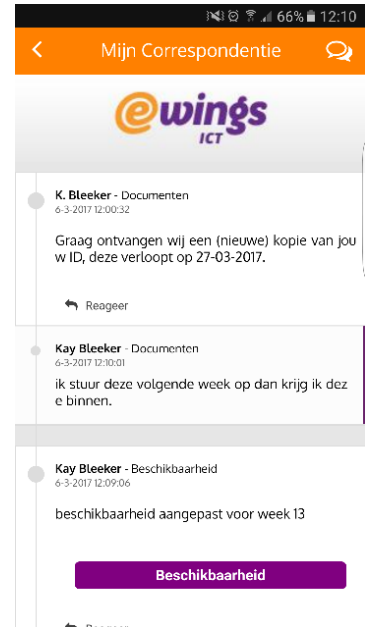 66% 12:10
Mijn Correspondentie
ewings
ICT
K. Bleeker - Documenten
6-3-2017 12:00:32
Graag ontvangen wij een (nieuwe) kopie van jou
w ID, deze verloopt op 27-03-2017.
Reageer
Kay Bleeker - Documenten
6-3-2017 12:10:01
ik stuur deze volgende week op dan krijg ik dez
e binnen.
Kay Bleeker - Beschikbaarheid
6-3-2017 12:09:06
beschikbaarheid aangepast voor week 13
Beschikbaarheid
Reageer